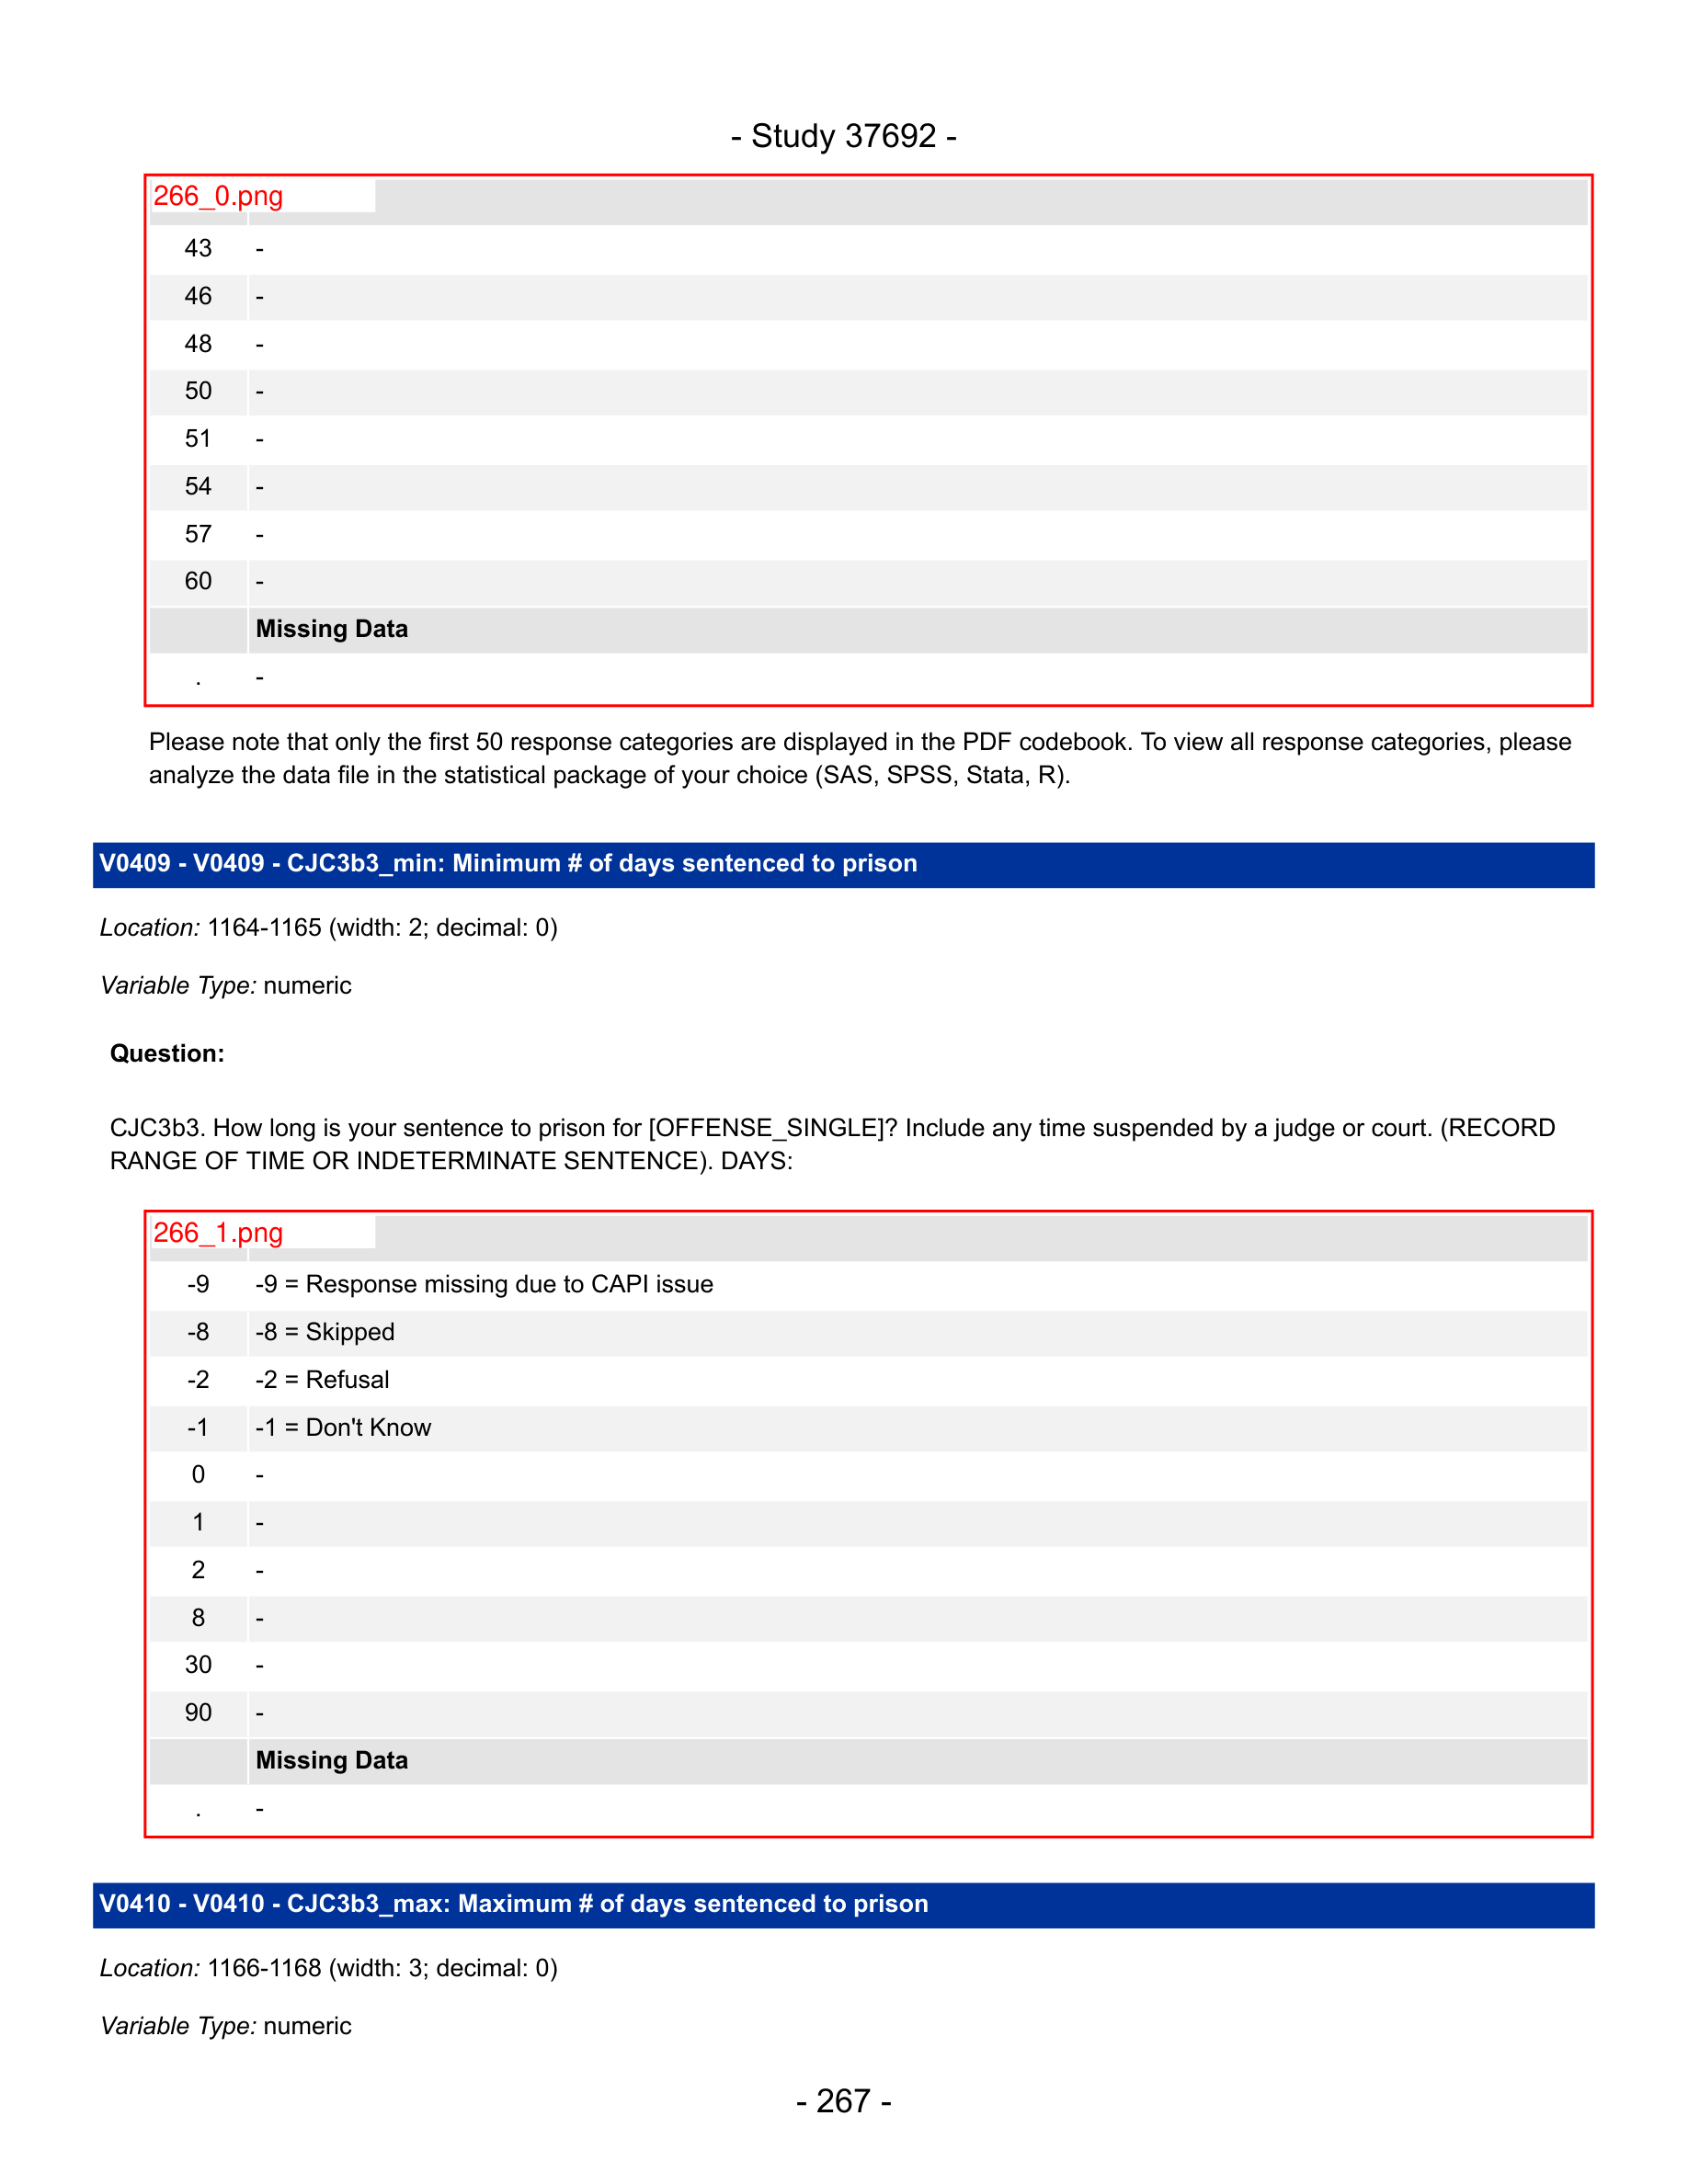 - Study 37692 -
266_0.png
43 -
46 -
48 -
50 -
51 -
54 -
57 -
60 -
Missing Data
. -
Please note that only the first 50 response categories are displayed in the PDF codebook. To view all response categories, please
analyze the data file in the statistical package of your choice (SAS, SPSS, Stata, R).
V0409 - V0409 - CJC3b3_min: Minimum # of days sentenced to prison
Location: 1164-1165 (width: 2; decimal: 0)
Variable Type: numeric
Question:
CJC3b3. How long is your sentence to prison for [OFFENSE_SINGLE]? Include any time suspended by a judge or court. (RECORD
RANGE OF TIME OR INDETERMINATE SENTENCE). DAYS:
266_1.png
-9 -9 = Response missing due to CAPI issue
-8 -8 = Skipped
-2 -2 = Refusal
-1 -1 = Don't Know
0 -
1 -
2 -
8 -
30 -
90 -
Missing Data
. -
V0410 - V0410 - CJC3b3_max: Maximum # of days sentenced to prison
Location: 1166-1168 (width: 3; decimal: 0)
Variable Type: numeric
- 267 -